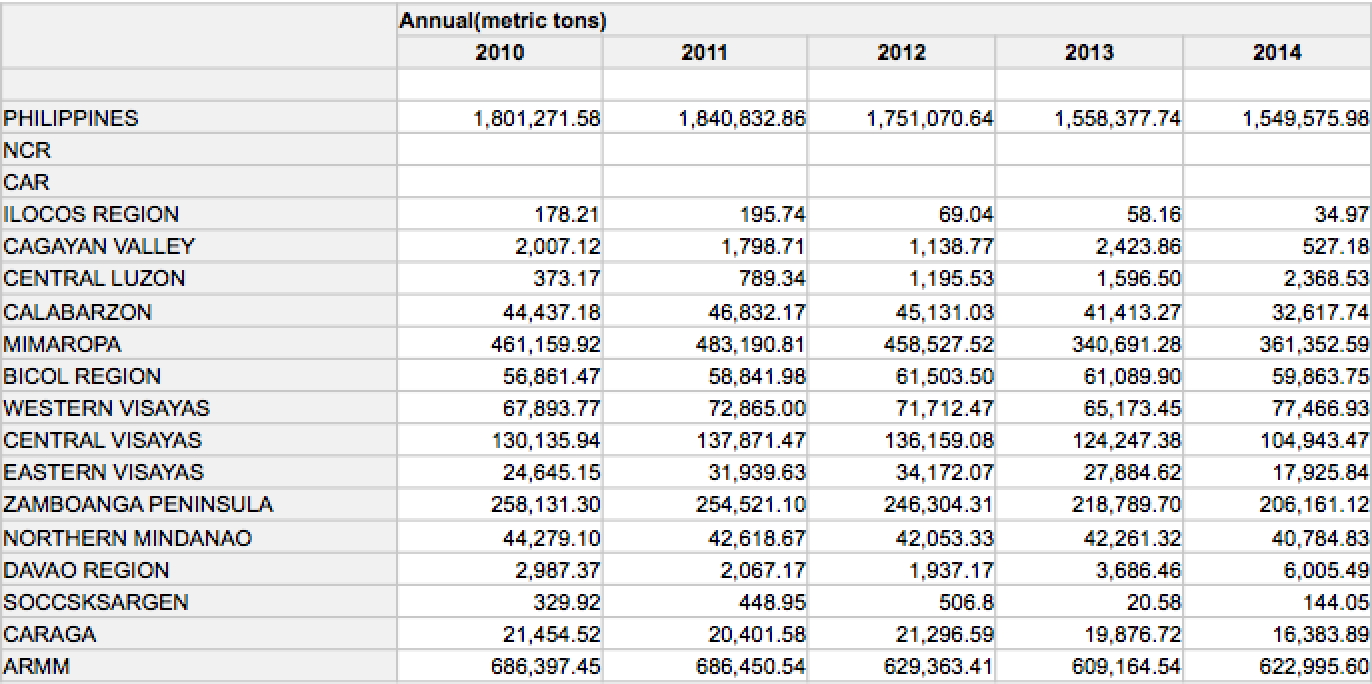 Annual(metric tons)
2010 2011 2012 2013 2014
PHILIPPINES 1,801,271.58 1,840,832.86 1,751,070.64 1,558,377.74 1,549,575.98
NCR
CAR
ILOCOS REGION 178.21 195.74 69.04 58.16 34.97
CAGAYAN VALLEY 2,007.12 1,798.71 1,138.77 2,423.86 527.18
CENTRAL LUZON 373.17 789.34 1,195.53 1,596.50 2,368.53
CALABARZON 44,437.18 46,832.17 45,131.03 41,413.27 32,617.74
MIMAROPA 461,159.92 483,190.81 458,527.52 340,691.28 361,352.59
BICOL REGION 56,861.47 58,841.98 61,503.50 61,089.90 59,863.75
WESTERN VISAYAS 67,893.77 72,865.00 71,712.47 65,173.45 77,466.93
CENTRAL VISAYAS 130,135.94 137,871.47 136,159.08 124,247.38 104,943.47
EASTERN VISAYAS 24,645.15 31,939.63 34,172.07 27,884.62 17,925.84
ZAMBOANGA PENINSULA 258,131.30 254,521.10 246,304.31 218,789.70 206,161.12
NORTHERN MINDANAO 44,279.10 42,618.67 42,053.33 42,261.32 40,784.83
DAVAO REGION 2,987.37 2,067.17 1,937.17 3,686.46 6,005.49
SOCCSKSARGEN 329.92 448.95 506.8 20.58 144.05
CARAGA 21,454.52 20,401.58 21,296.59 19,876.72 16,383.89
ARMM 686,397.45 686,450.54 629,363.41 609,164.54 622,995.60